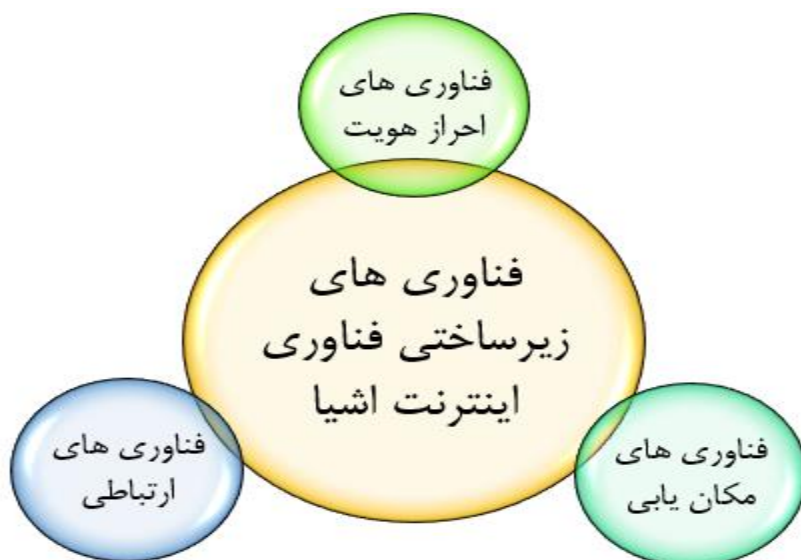 فناوری های
احراز هویت
فناوری های
زیرساختی فناوری
اینترنت اشیا
فناوری های
مکان یابی
فناوری های
ارتباطی